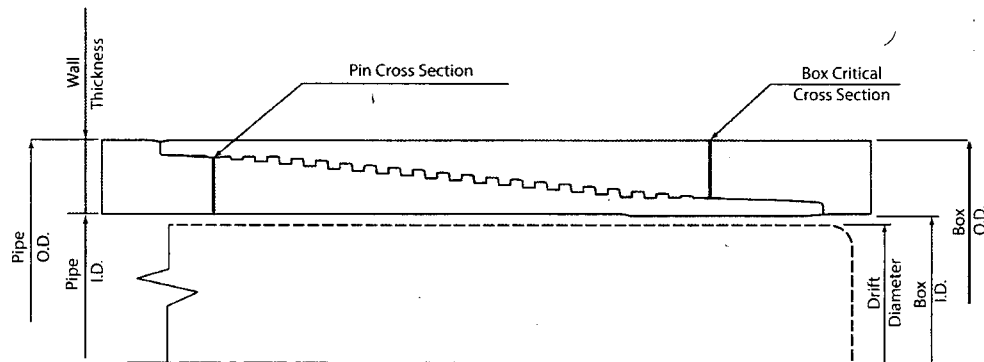 Wall
Thickness
Pin Cross Section
Box Critical
Cross Section
Pipe
O.D.
Pipe
I.D.
Drift
Diameter
Box
I.D.
Box
O.D.